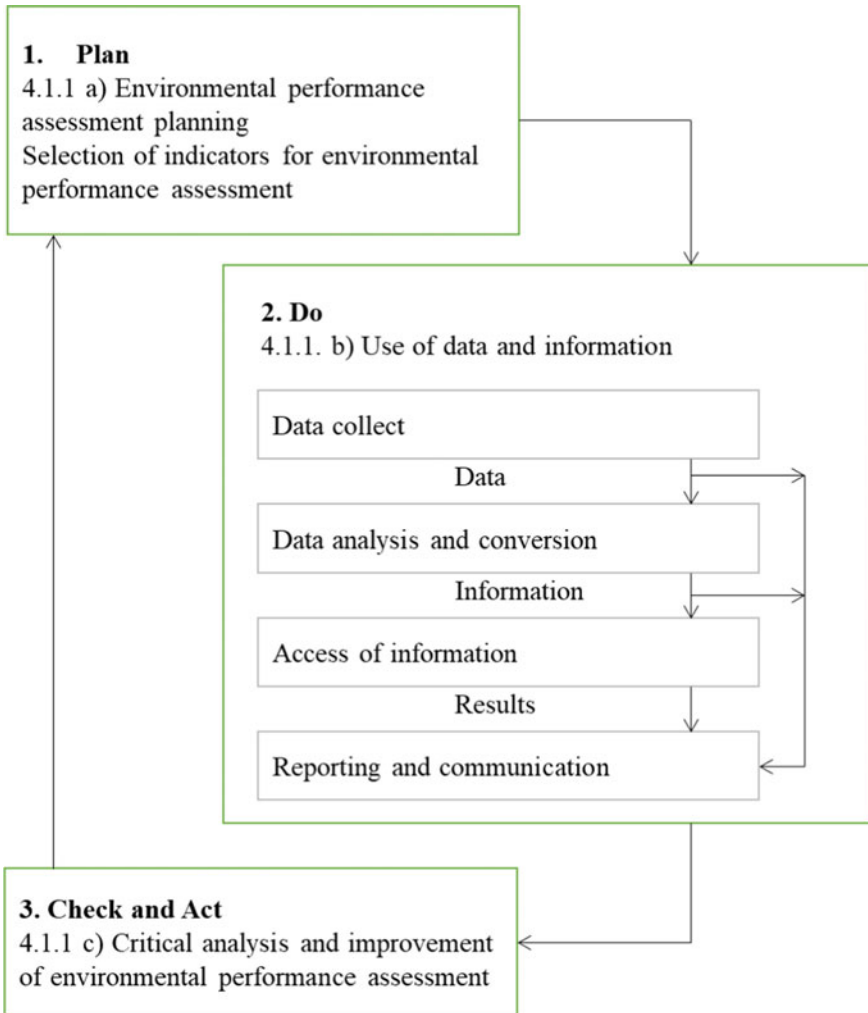 1. Plan
4.1.1 a) Environmental performance
assessment planning
Selection of indicators for environmental
performance assessment
2. Do
4.1.1. b) Use of data and information
Data collect
Data
Data analysis and conversion
Information
Access of information
Results
Reporting and communication
3. Check and Act
4.1.1 c) Critical analysis and improvement
of environmental performance assessment